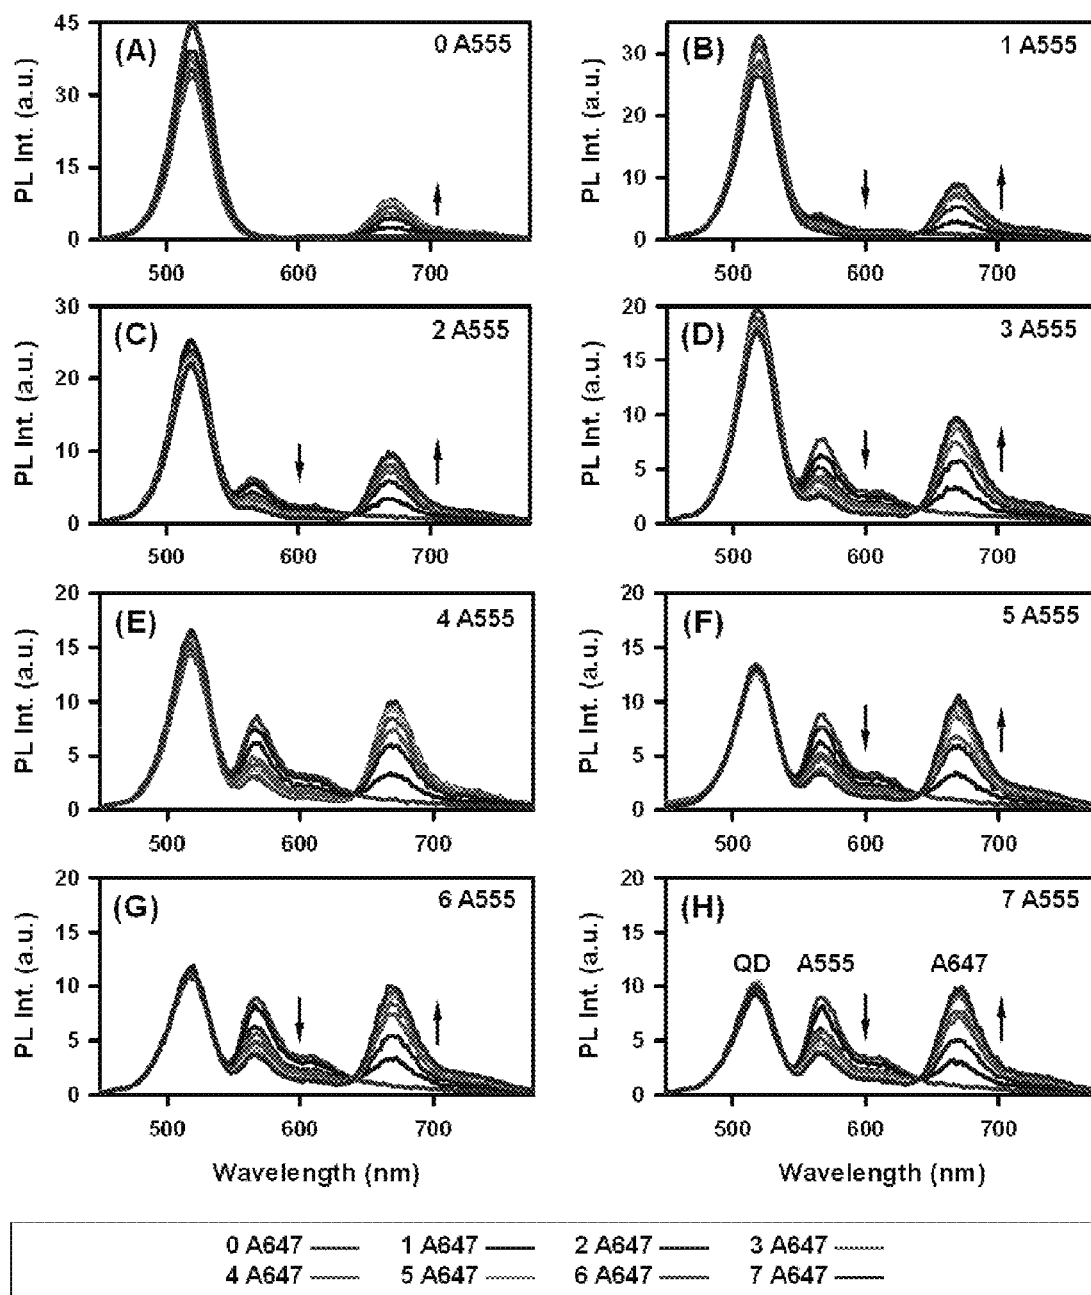 (A) 0 A555
PL Int. (a.u.)
45
30
15
0
500 600 700
(B) 1 A555
PL Int. (a.u.)
30
20
10
0
500 600 700
(C) 2 A555
PL Int. (a.u.)
30
20
10
0
500 600 700
(D) 3 A555
PL Int. (a.u.)
20
15
10
5
0
500 600 700
(E) 4 A555
PL Int. (a.u.)
20
15
10
5
0
500 600 700
(F) 5 A555
PL Int. (a.u.)
20
15
10
5
0
500 600 700
(G) 6 A555
PL Int. (a.u.)
20
15
10
5
0
500 600 700
Wavelength (nm)
(H) 7 A555
QD A555 A647
PL Int. (a.u.)
20
15
10
5
0
500 600 700
Wavelength (nm)
0 A647 1 A647 2 A647 3 A647
4 A647 5 A647 6 A647 7 A647